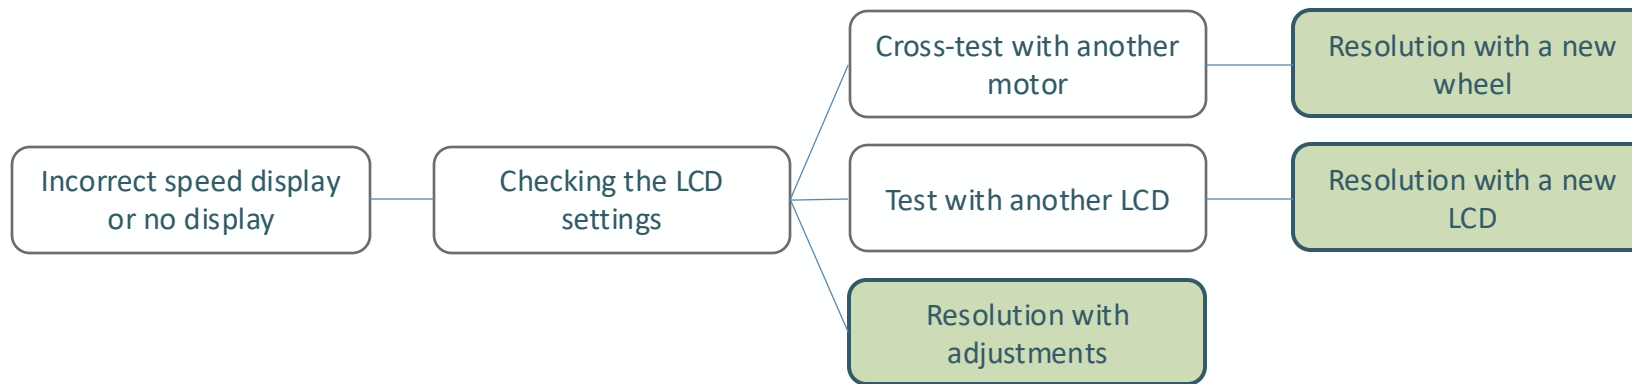 Incorrect speed display
or no display
Checking the LCD
settings
Cross-test with another
motor
Resolution with a new
wheel
Test with another LCD
Resolution with a new
LCD
Resolution with
adjustments